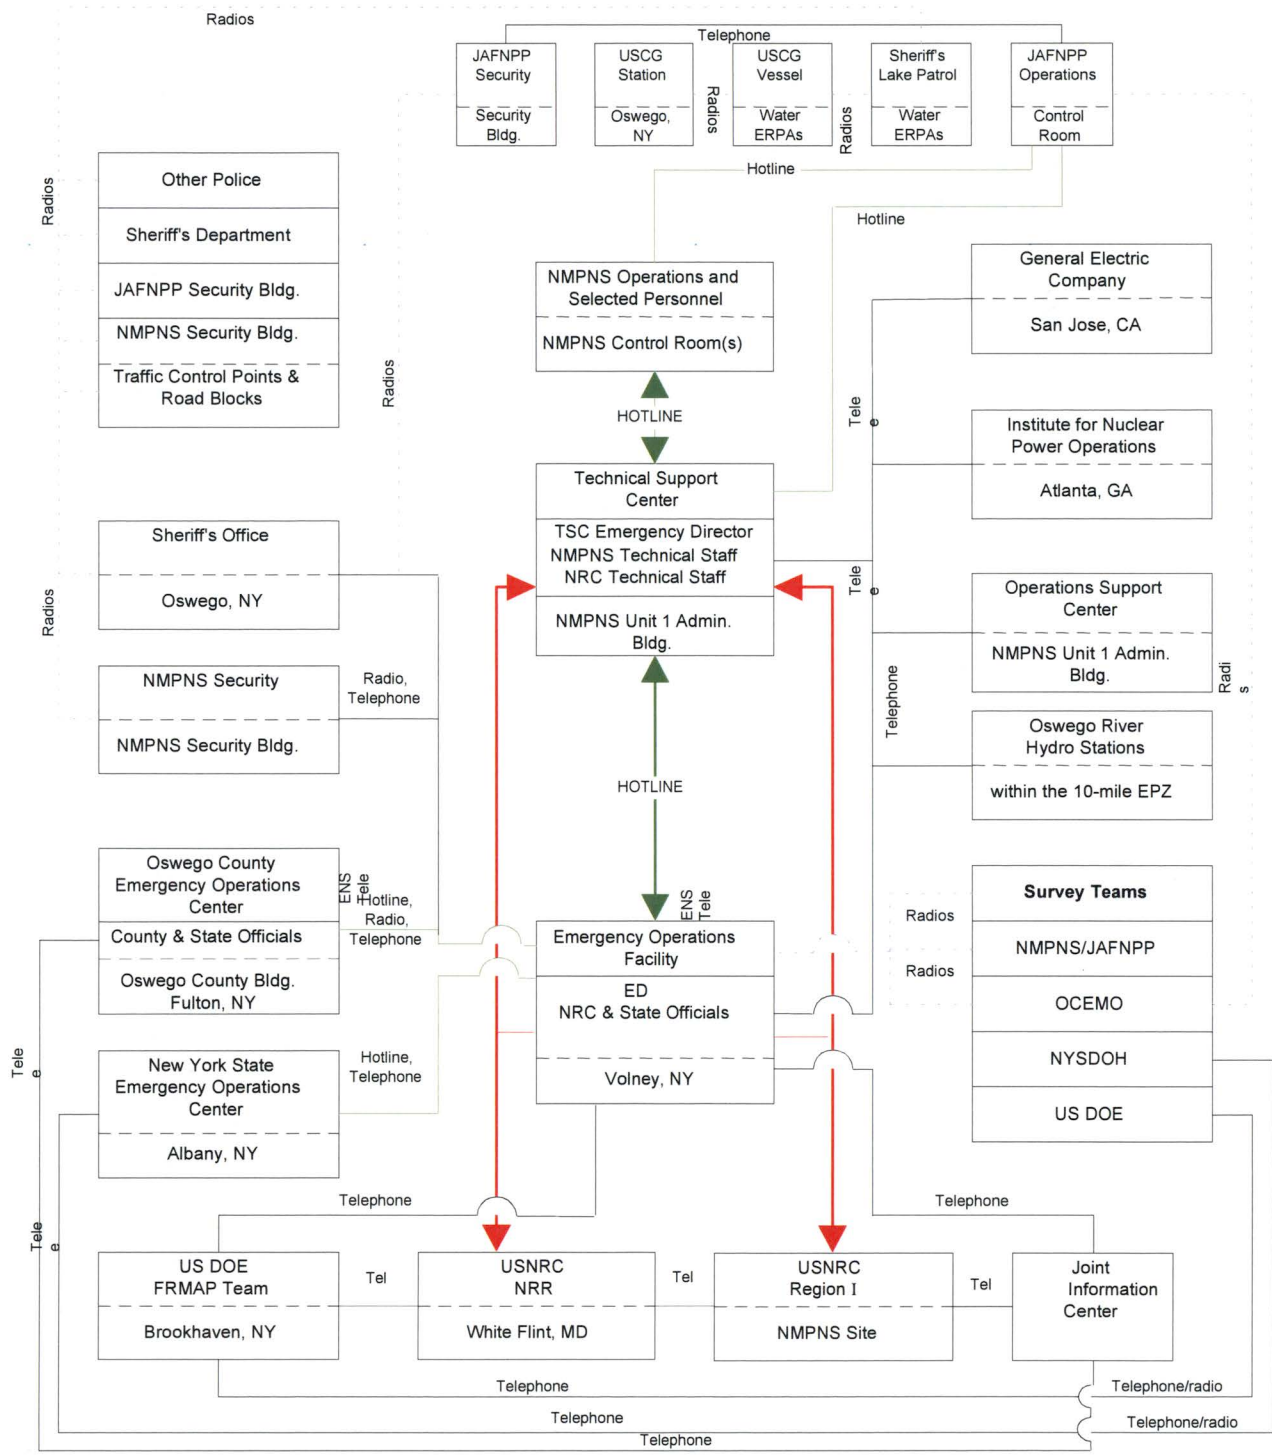 Radios
Telephone
JAFNPP
Security
Security
Bldg.
USCG
Station
Oswego,
NY
Radios
USCG
Vessel
Water
ERPAs
Radios
Sheriff's
Lake Patrol
Water
ERPAs
JAFNPP
Operations
Control
Room
Hotline
Hotline
Radios
Other Police
Sheriff's Department
JAFNPP Security Bldg.
NMPNS Security Bldg.
Traffic Control Points &
Road Blocks
Radios
NMPNS Operations and
Selected Personnel
NMPNS Control Room(s)
HOTLINE
General Electric
Company
San Jose, CA
Tele
e
Institute for Nuclear
Power Operations
Atlanta, GA
Technical Support
Center
TSC Emergency Director
NMPNS Technical Staff
NRC Technical Staff
NMPNS Unit 1 Admin.
Bldg.
Sheriff's Office
Oswego, NY
Radios
Tele
e
Operations Support
Center
NMPNS Unit 1 Admin.
Bldg.
Radi
s
NMPNS Security
NMPNS Security Bldg.
Radio,
Telephone
Telephone
Oswego River
Hydro Stations
within the 10-mile EPZ
HOTLINE
Oswego County
Emergency Operations
Center
County & State Officials
Oswego County Bldg.
Fulton, NY
ENS
Tele
Hotline,
Radio,
Telephone
ENS
Tele
Emergency Operations
Facility
ED
NRC & State Officials
Volney, NY
Radios
Radios
Survey Teams
NMPNS/JAFNPP
OCEMO
NYSDOH
US DOE
Tele
e
New York State
Emergency Operations
Center
Albany, NY
Hotline,
Telephone
Telephone
Telephone
Tele
e
US DOE
FRMAP Team
Brookhaven, NY
Tel
USNRC
NRR
White Flint, MD
Tel
USNRC
Region I
NMPNS Site
Tel
Joint
Information
Center
Telephone
Telephone/radio
Telephone
Telephone/radio
Telephone